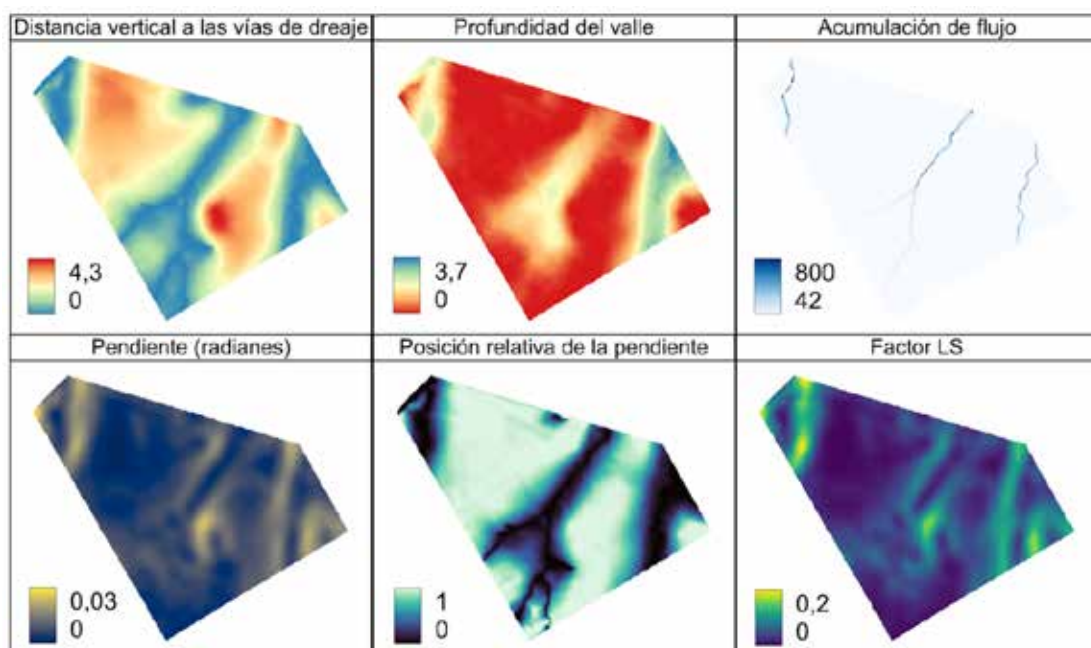 Distancia vertical a las vías de dreaje
Profundidad del valle
Acumulación de flujo
4,3
0
3,7
0
800
42
Pendiente (radianes)
Posición relativa de la pendiente
Factor LS
0,03
0
1
0
0,2
0